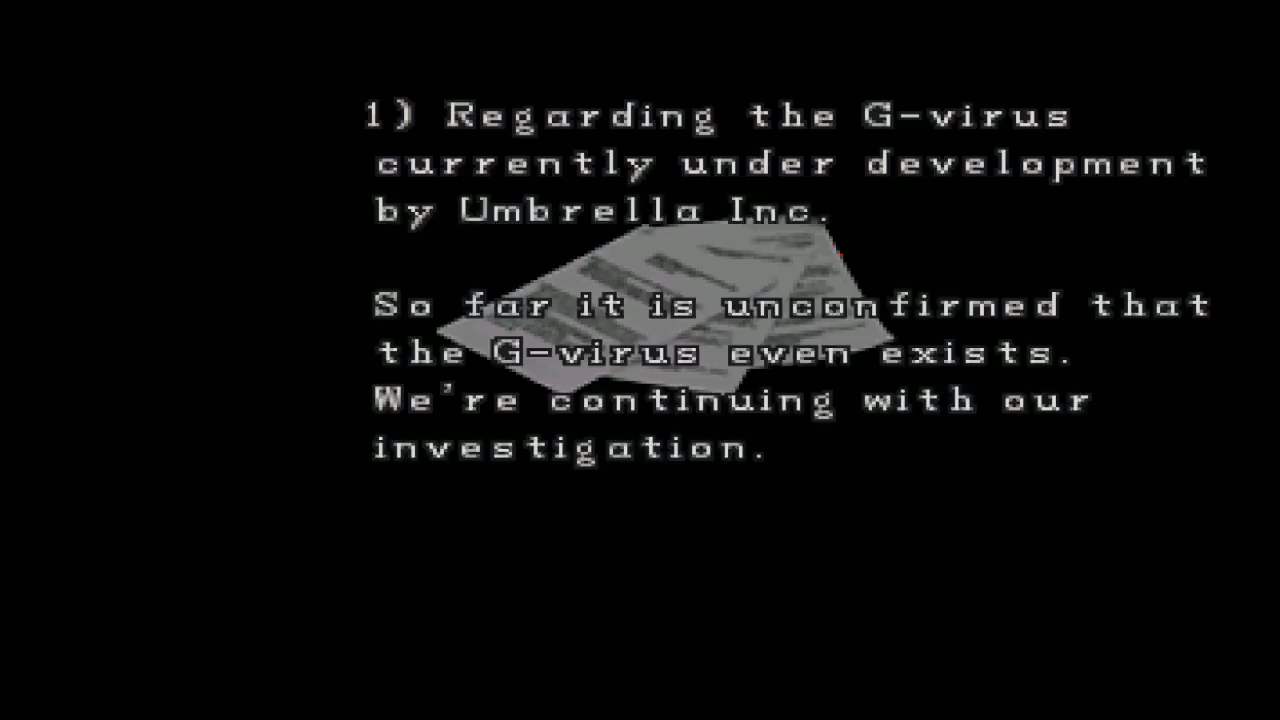 1) Regarding the G-virus
currently under development
by Umbrella Inc.
So far it is unconfirmed that
the G-virus even exists.
We're continuing with our
investigation.